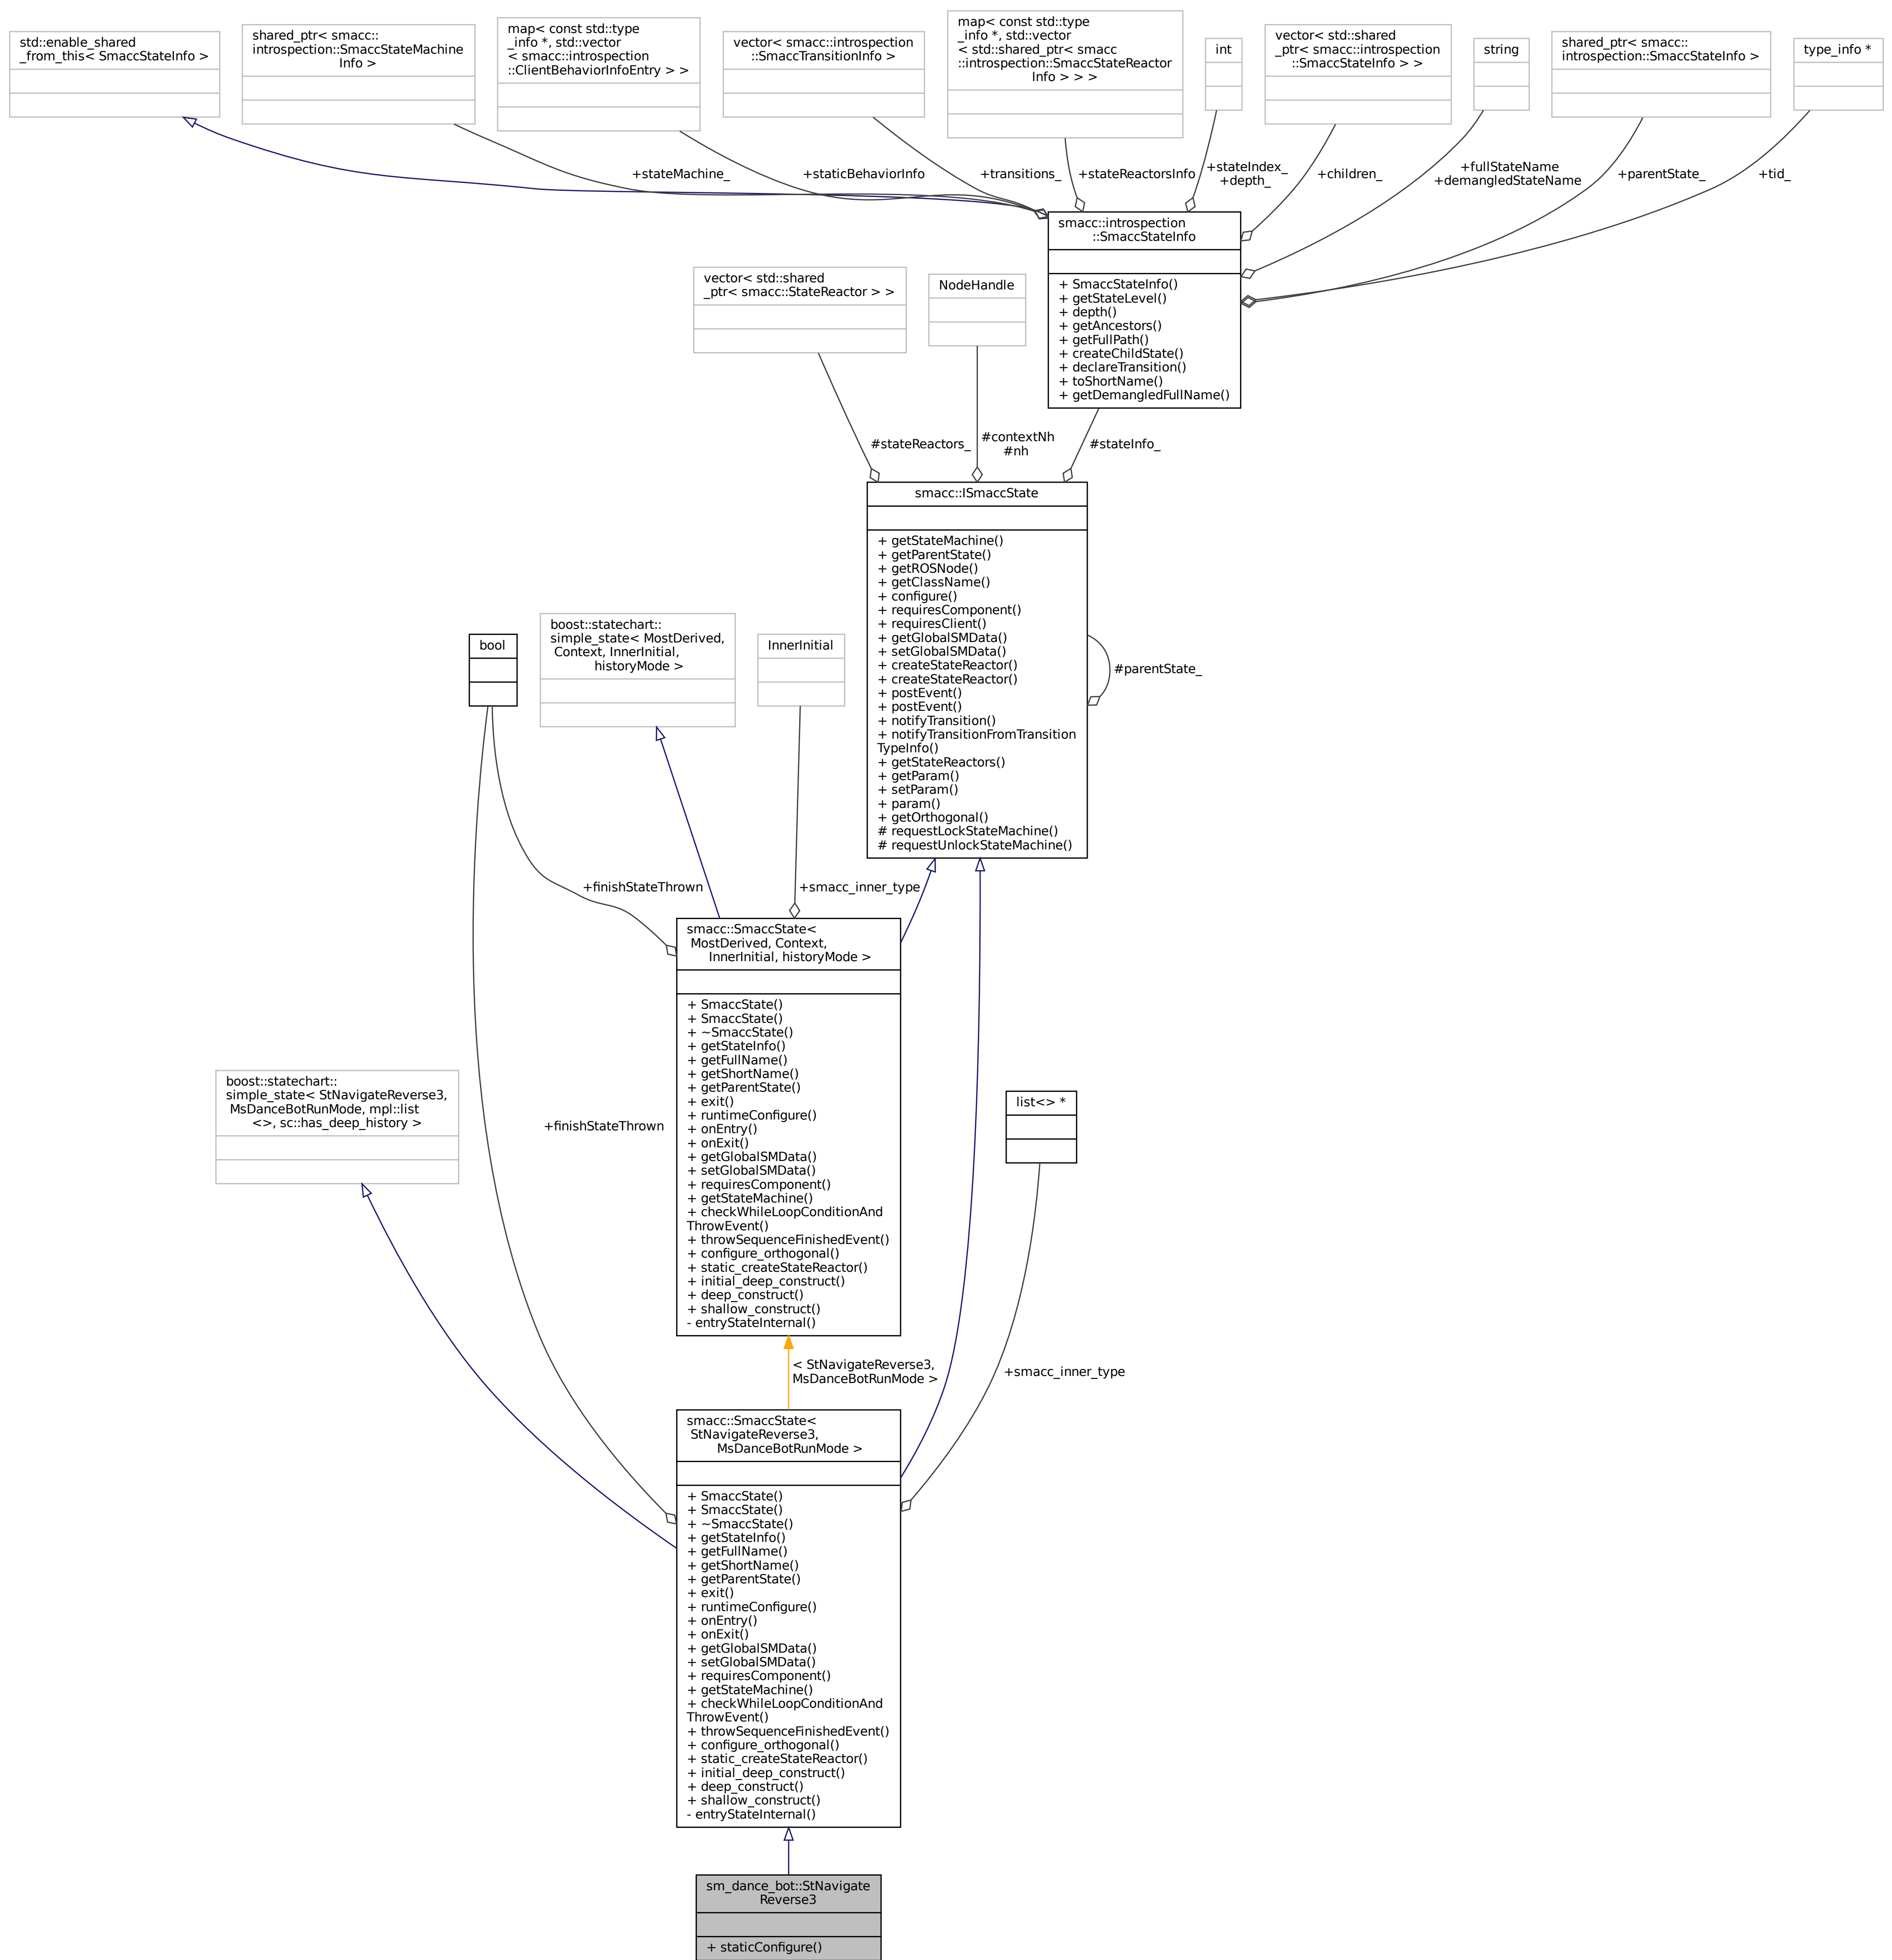 std::enable_shared
_from_this< SmaccStateInfo >
shared_ptr< smacc::
introspection::SmaccStateMachine
Info >
map< const std::type
_info *, std::vector
< smacc::introspection
::ClientBehaviorInfoEntry > >
vector< smacc::introspection
::SmaccTransitionInfo >
map< const std::type
_info *, std::vector
< std::shared_ptr< smacc
::introspection::SmaccStateReactor
Info > > >
int
vector< std::shared
_ptr< smacc::introspection
::SmaccStateInfo > >
string
shared_ptr< smacc::
introspection::SmaccStateInfo >
type_info *
+stateMachine_
+staticBehaviorInfo
+transitions_
+stateReactorsInfo
+stateIndex_
+depth_
+children_
+fullStateName
+demangledStateName
+parentState_
+tid_
smacc::introspection
::SmaccStateInfo
+ SmaccStateInfo()
+ getStateLevel()
+ depth()
+ getAncestors()
+ getFullPath()
+ createChildState()
+ declareTransition()
+ toShortName()
+ getDemangledFullName()
vector< std::shared
_ptr< smacc::StateReactor > >
NodeHandle
#stateReactors_
#contextNh
#nh
#stateInfo_
smacc::ISmaccState
+ getStateMachine()
+ getParentState()
+ getROSNode()
+ getClassName()
+ configure()
+ requiresComponent()
+ requiresClient()
+ getGlobalSMData()
+ setGlobalSMData()
+ createStateReactor()
+ createStateReactor()
+ postEvent()
+ postEvent()
+ notifyTransition()
+ notifyTransitionFromTransition
TypeInfo()
+ getStateReactors()
+ getParam()
+ setParam()
+ param()
+ getOrthogonal()
# requestLockStateMachine()
# requestUnlockStateMachine()
#parentState_
bool
boost::statechart::
simple_state< MostDerived,
Context, InnerInitial,
historyMode >
InnerInitial
+finishStateThrown
+smacc_inner_type
smacc::SmaccState<
MostDerived, Context,
InnerInitial, historyMode >
+ SmaccState()
+ SmaccState()
+ ~SmaccState()
+ getStateInfo()
+ getFullName()
+ getShortName()
+ getParentState()
+ exit()
+ runtimeConfigure()
+ onEntry()
+ onExit()
+ getGlobalSMData()
+ setGlobalSMData()
+ requiresComponent()
+ getStateMachine()
+ checkWhileLoopConditionAnd
ThrowEvent()
+ throwSequenceFinishedEvent()
+ configure_orthogonal()
+ static_createStateReactor()
+ initial_deep_construct()
+ deep_construct()
+ shallow_construct()
- entryStateInternal()
boost::statechart::
simple_state< StNavigateReverse3,
MsDanceBotRunMode, mpl::list
<>, sc::has_deep_history >
+finishStateThrown
list<> *
< StNavigateReverse3,
MsDanceBotRunMode >
+smacc_inner_type
smacc::SmaccState<
StNavigateReverse3,
MsDanceBotRunMode >
+ SmaccState()
+ SmaccState()
+ ~SmaccState()
+ getStateInfo()
+ getFullName()
+ getShortName()
+ getParentState()
+ exit()
+ runtimeConfigure()
+ onEntry()
+ onExit()
+ getGlobalSMData()
+ setGlobalSMData()
+ requiresComponent()
+ getStateMachine()
+ checkWhileLoopConditionAnd
ThrowEvent()
+ throwSequenceFinishedEvent()
+ configure_orthogonal()
+ static_createStateReactor()
+ initial_deep_construct()
+ deep_construct()
+ shallow_construct()
- entryStateInternal()
sm_dance_bot::StNavigate
Reverse3
+ staticConfigure()